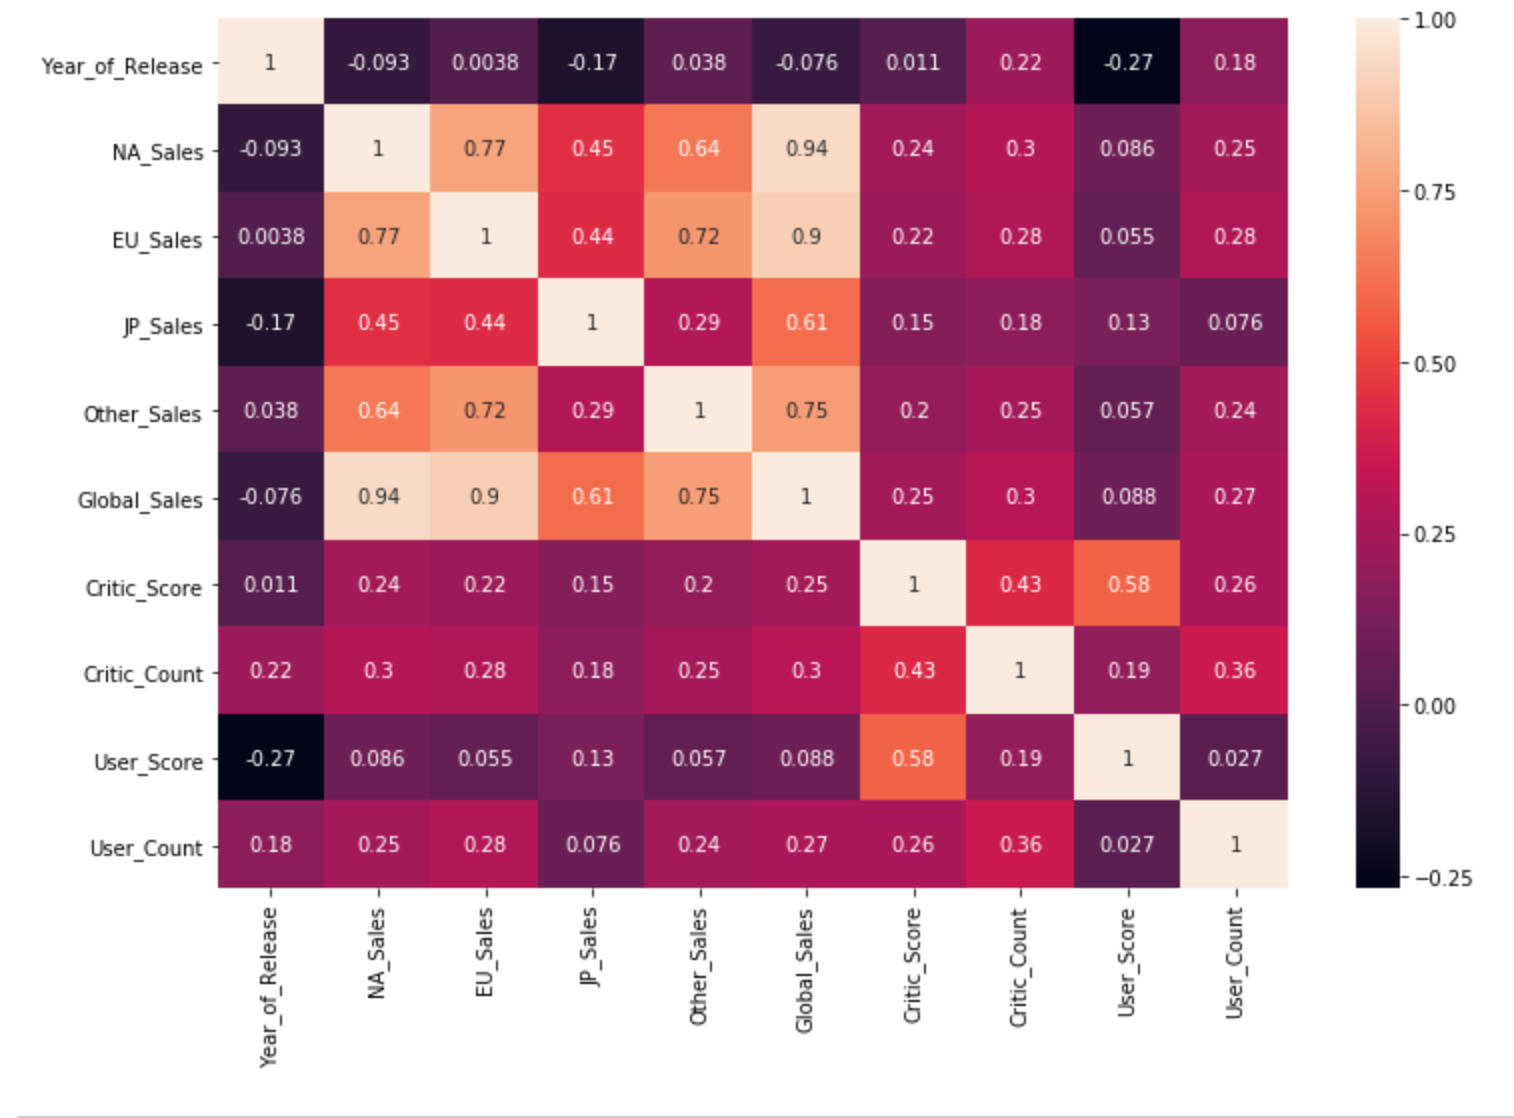 Year_of_Release 1 -0.093 0.0038 -0.17 0.038 -0.076 0.011 0.22 -0.27 0.18
NA_Sales -0.093 1 0.77 0.45 0.64 0.94 0.24 0.3 0.086 0.25
EU_Sales 0.0038 0.77 1 0.44 0.72 0.9 0.22 0.28 0.055 0.28
JP_Sales -0.17 0.45 0.44 1 0.29 0.61 0.15 0.18 0.13 0.076
Other_Sales 0.038 0.64 0.72 0.29 1 0.75 0.2 0.25 0.057 0.24
Global_Sales -0.076 0.94 0.9 0.61 0.75 1 0.25 0.3 0.088 0.27
Critic_Score 0.011 0.24 0.22 0.15 0.2 0.25 1 0.43 0.58 0.26
Critic_Count 0.22 0.3 0.28 0.18 0.25 0.3 0.43 1 0.19 0.36
User_Score -0.27 0.086 0.055 0.13 0.057 0.088 0.58 0.19 1 0.027
User_Count 0.18 0.25 0.28 0.076 0.24 0.27 0.26 0.36 0.027 1
Year_of_Release
NA_Sales
EU_Sales
JP_Sales
Other_Sales
Global_Sales
Critic_Score
Critic_Count
User_Score
User_Count
1.00
0.75
0.50
0.25
0.00
−0.25